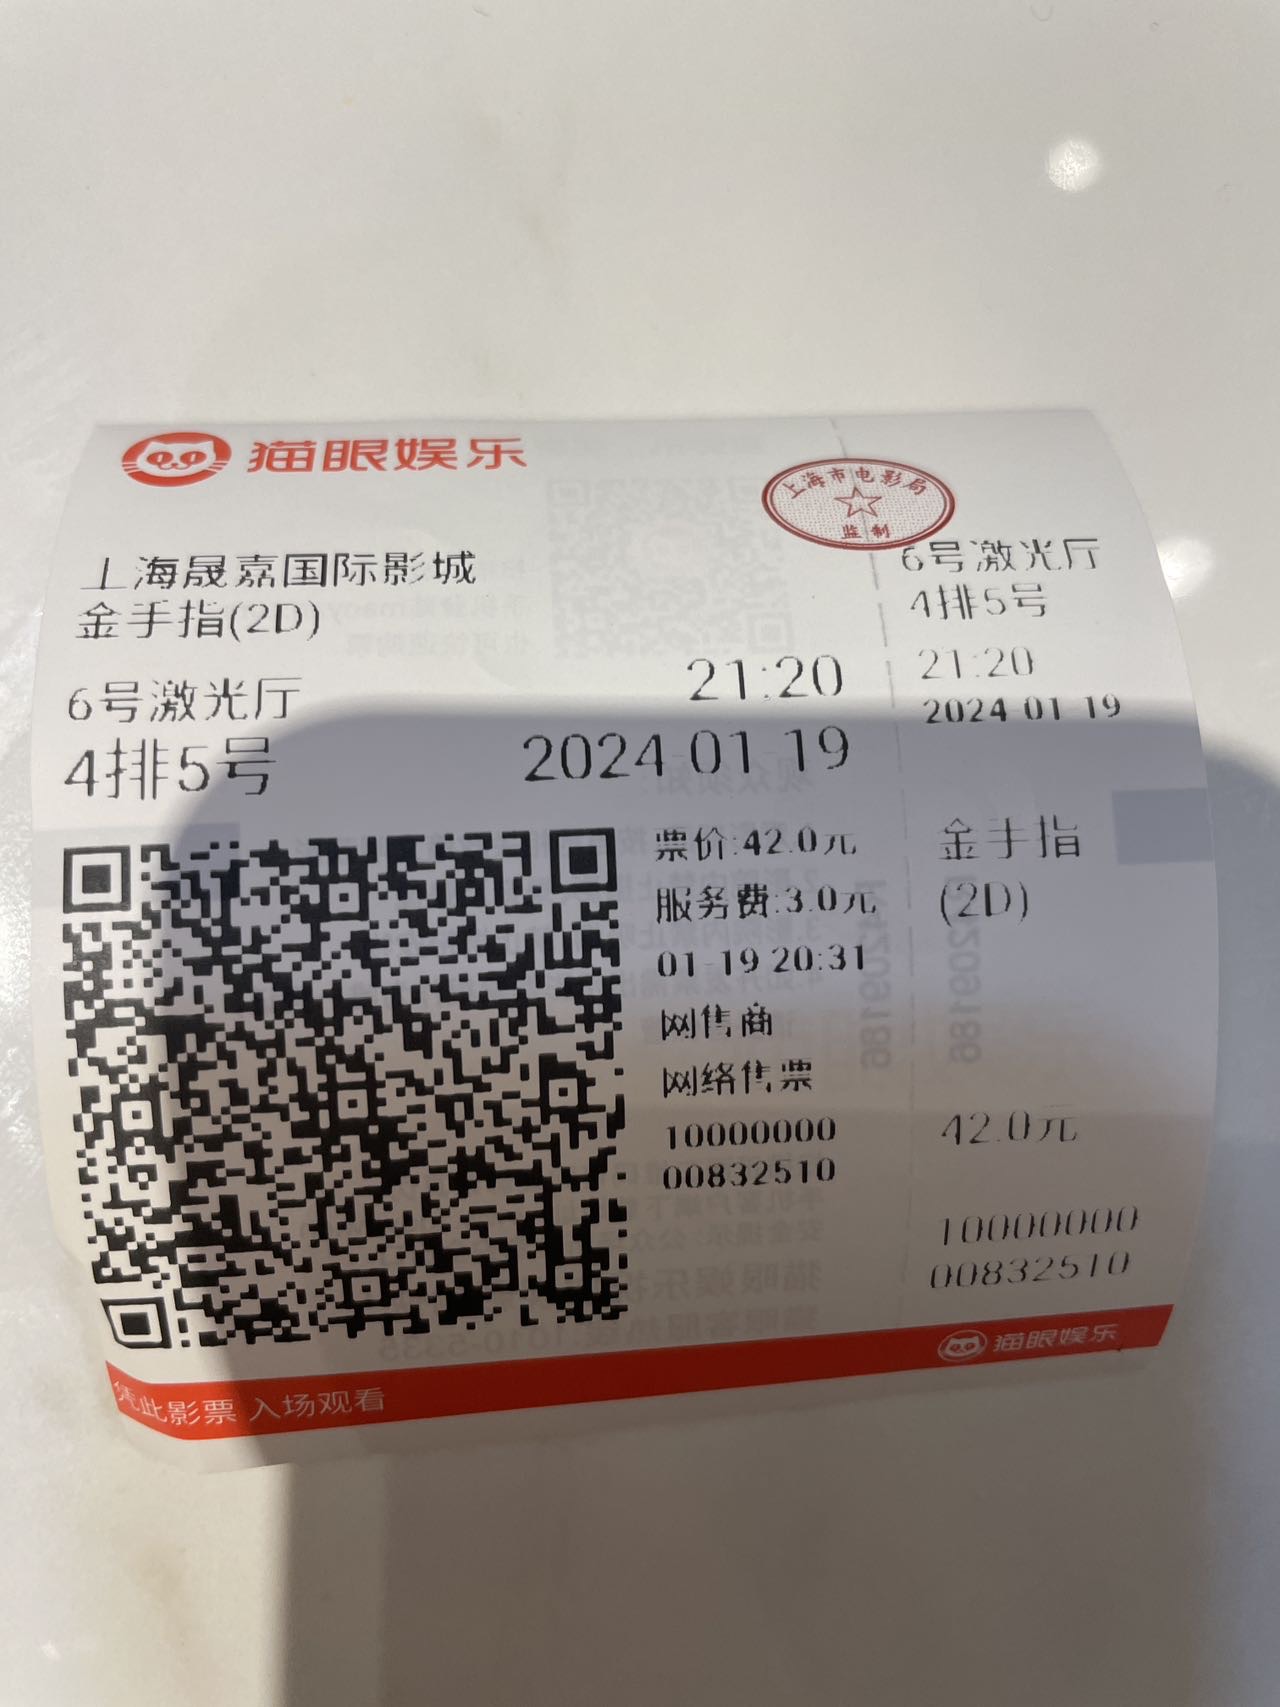 猫眼娱乐
上海市电影局
监制
上海晟嘉国际影城
金手指(2D)
6号激光厅
21:20
4排5号
2024 01 19
票价:42.0元
服务费:3.0元
01-19 20:31
网售商
网络售票
10000000
00832510
6号激光厅
4排5号
21:20
2024 01 19
金手指
(2D)
42.0元
10000000
00832510
凭此影票 入场观看
猫眼娱乐